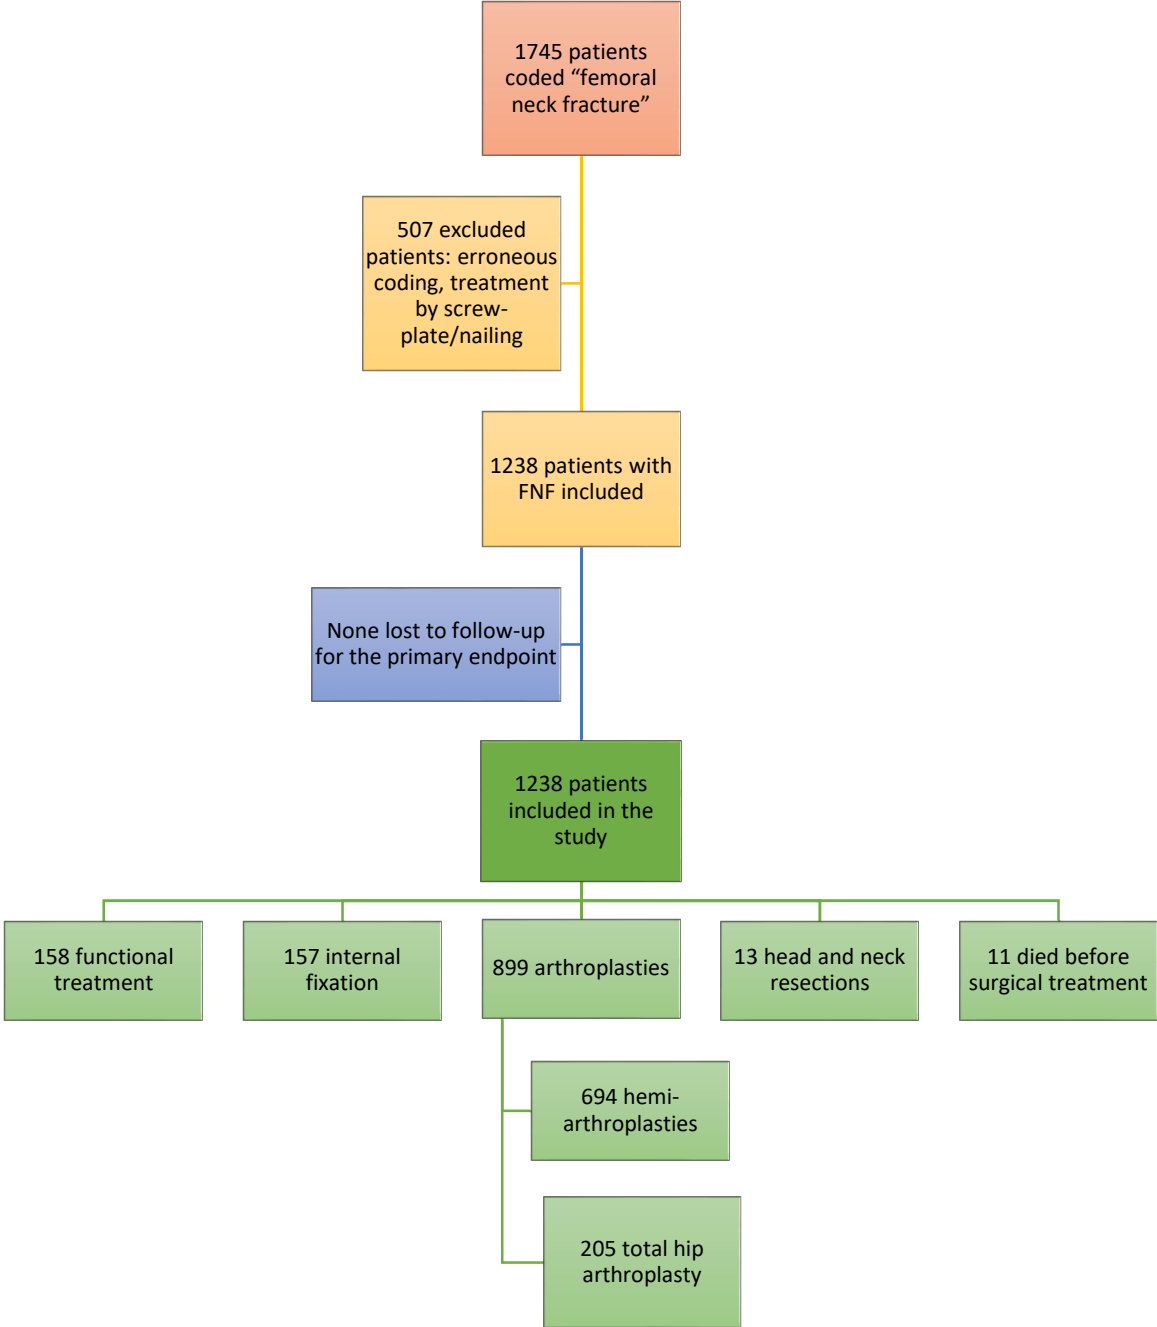 1745 patients
coded “femoral
neck fracture”
507 excluded
patients: erroneous
coding, treatment
by screw-
plate/nailing
1238 patients with
FNF included
None lost to follow-up
for the primary endpoint
1238 patients
included in the
study
158 functional
treatment
157 internal
fixation
899 arthroplasties
13 head and neck
resections
11 died before
surgical treatment
694 hemi-
arthroplasties
205 total hip
arthroplasty